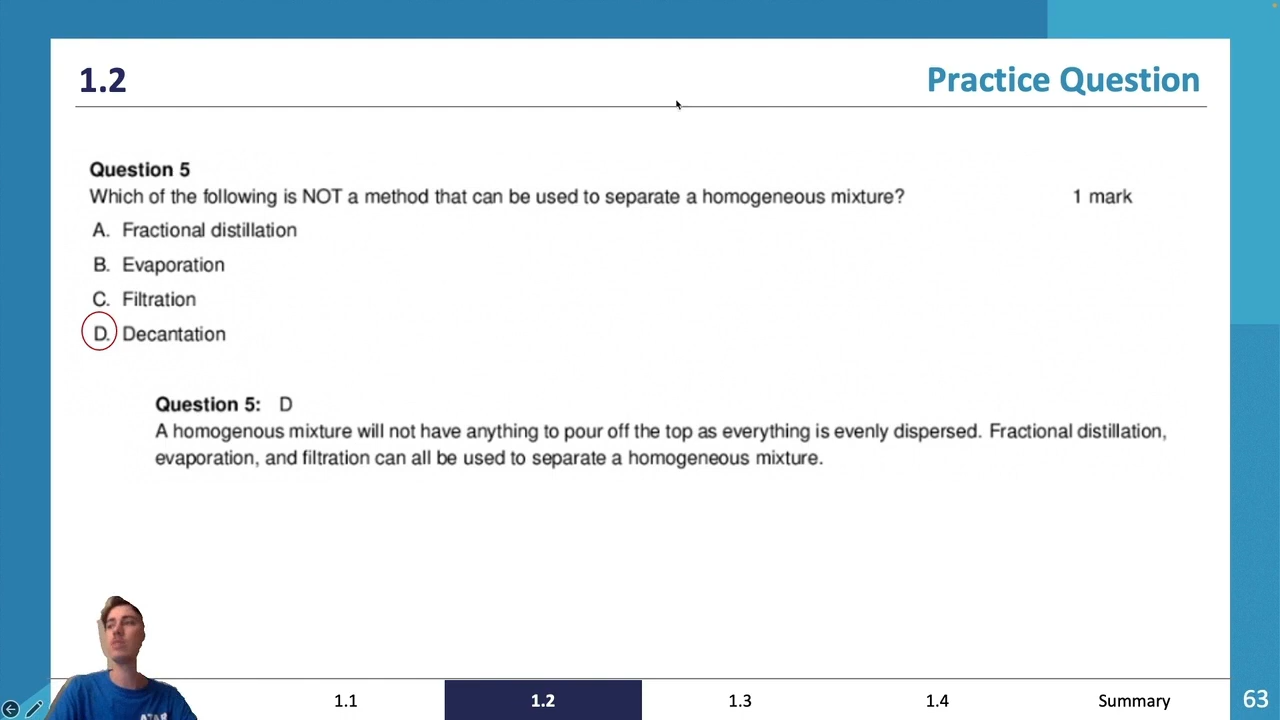 1.2
Practice Question
Question 5
Which of the following is NOT a method that can be used to separate a homogeneous mixture?
1 mark
A. Fractional distillation
B. Evaporation
C. Filtration
D. Decantation
Question 5: D
A homogenous mixture will not have anything to pour off the top as everything is evenly dispersed. Fractional distillation,
evaporation, and filtration can all be used to separate a homogeneous mixture.
1.1
1.2
1.3
1.4
Summary
63